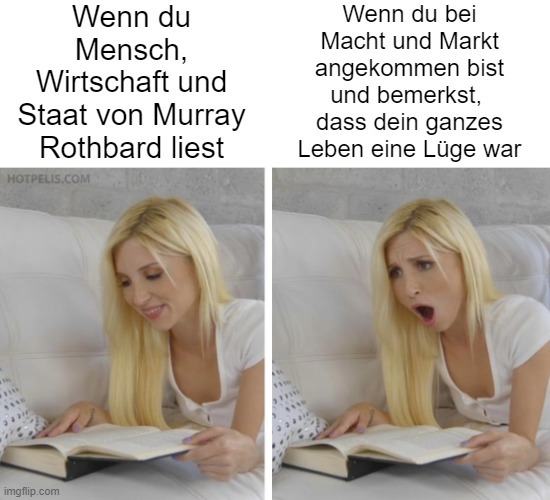 Wenn du
Mensch,
Wirtschaft und
Staat von Murray
Rothbard liest
Wenn du bei
Macht und Markt
angekommen bist
und bemerkst,
dass dein ganzes
Leben eine Lüge war
HOTPELIS.COM
imgflip.com